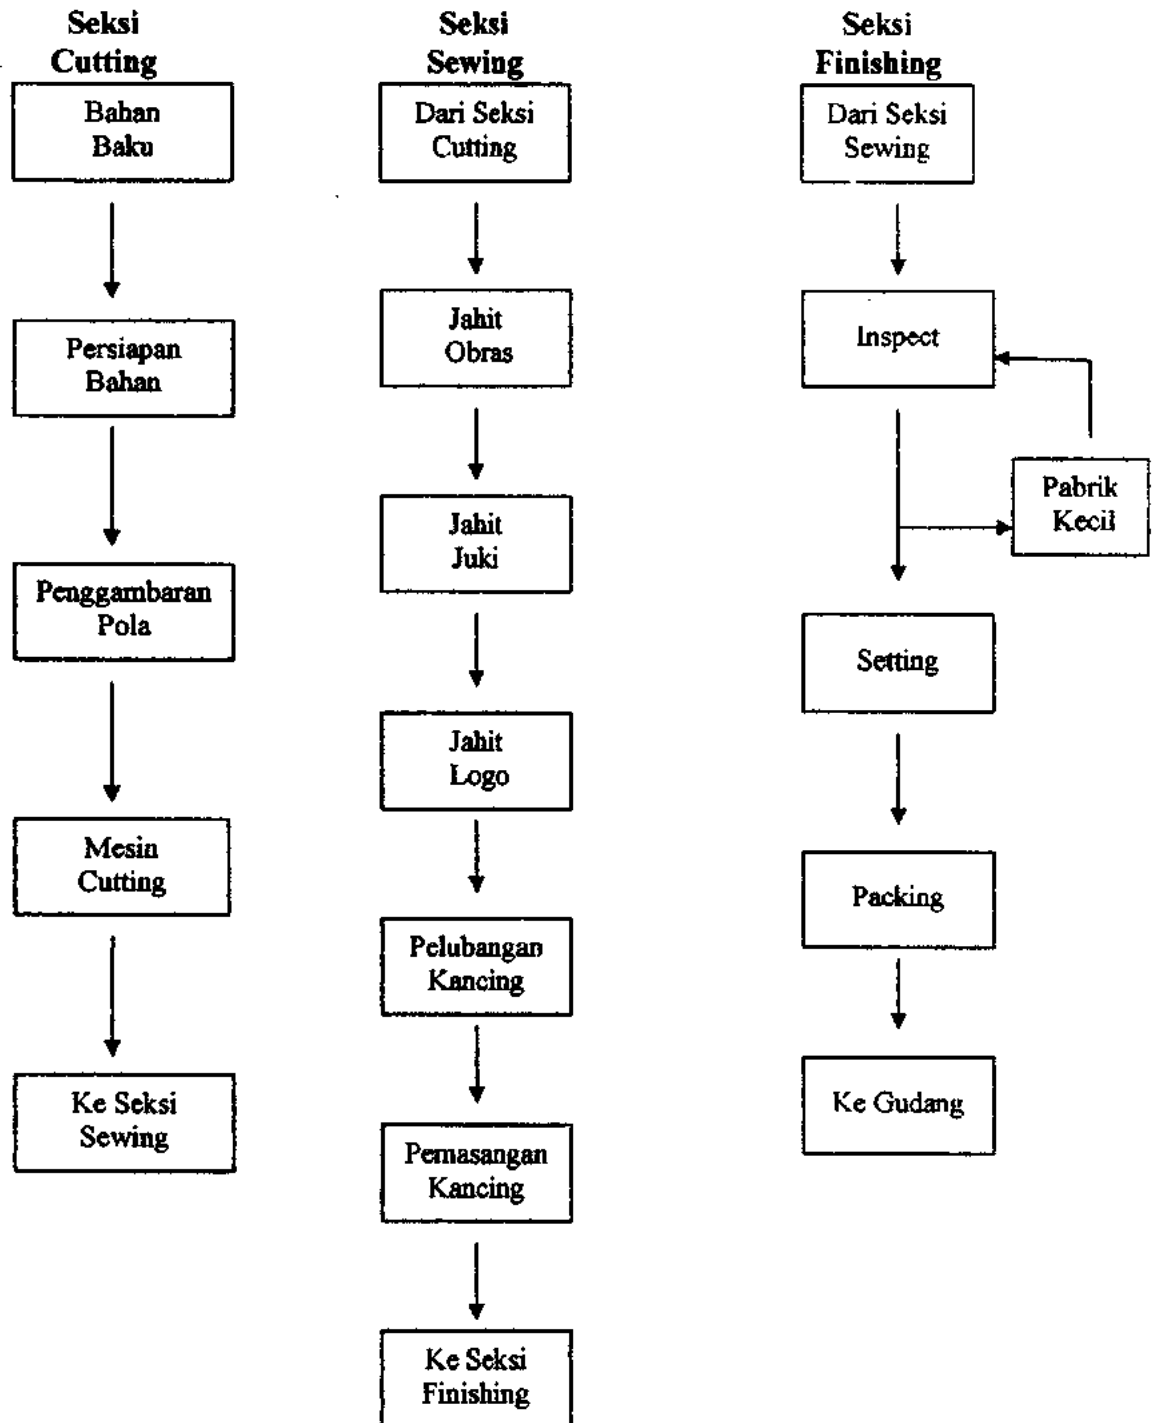 Seksi
Cutting
Bahan
Baku
Persiapan
Bahan
Penggambaran
Pola
Mesin
Cutting
Ke Seksi
Sewing
Seksi
Sewing
Dari Seksi
Cutting
Jahit
Obras
Jahit
Juki
Jahit
Logo
Pelubangan
Kancing
Pemasangan
Kancing
Ke Seksi
Finishing
Seksi
Finishing
Dari Seksi
Sewing
Inspect
Pabrik
Kecil
Setting
Packing
Ke Gudang